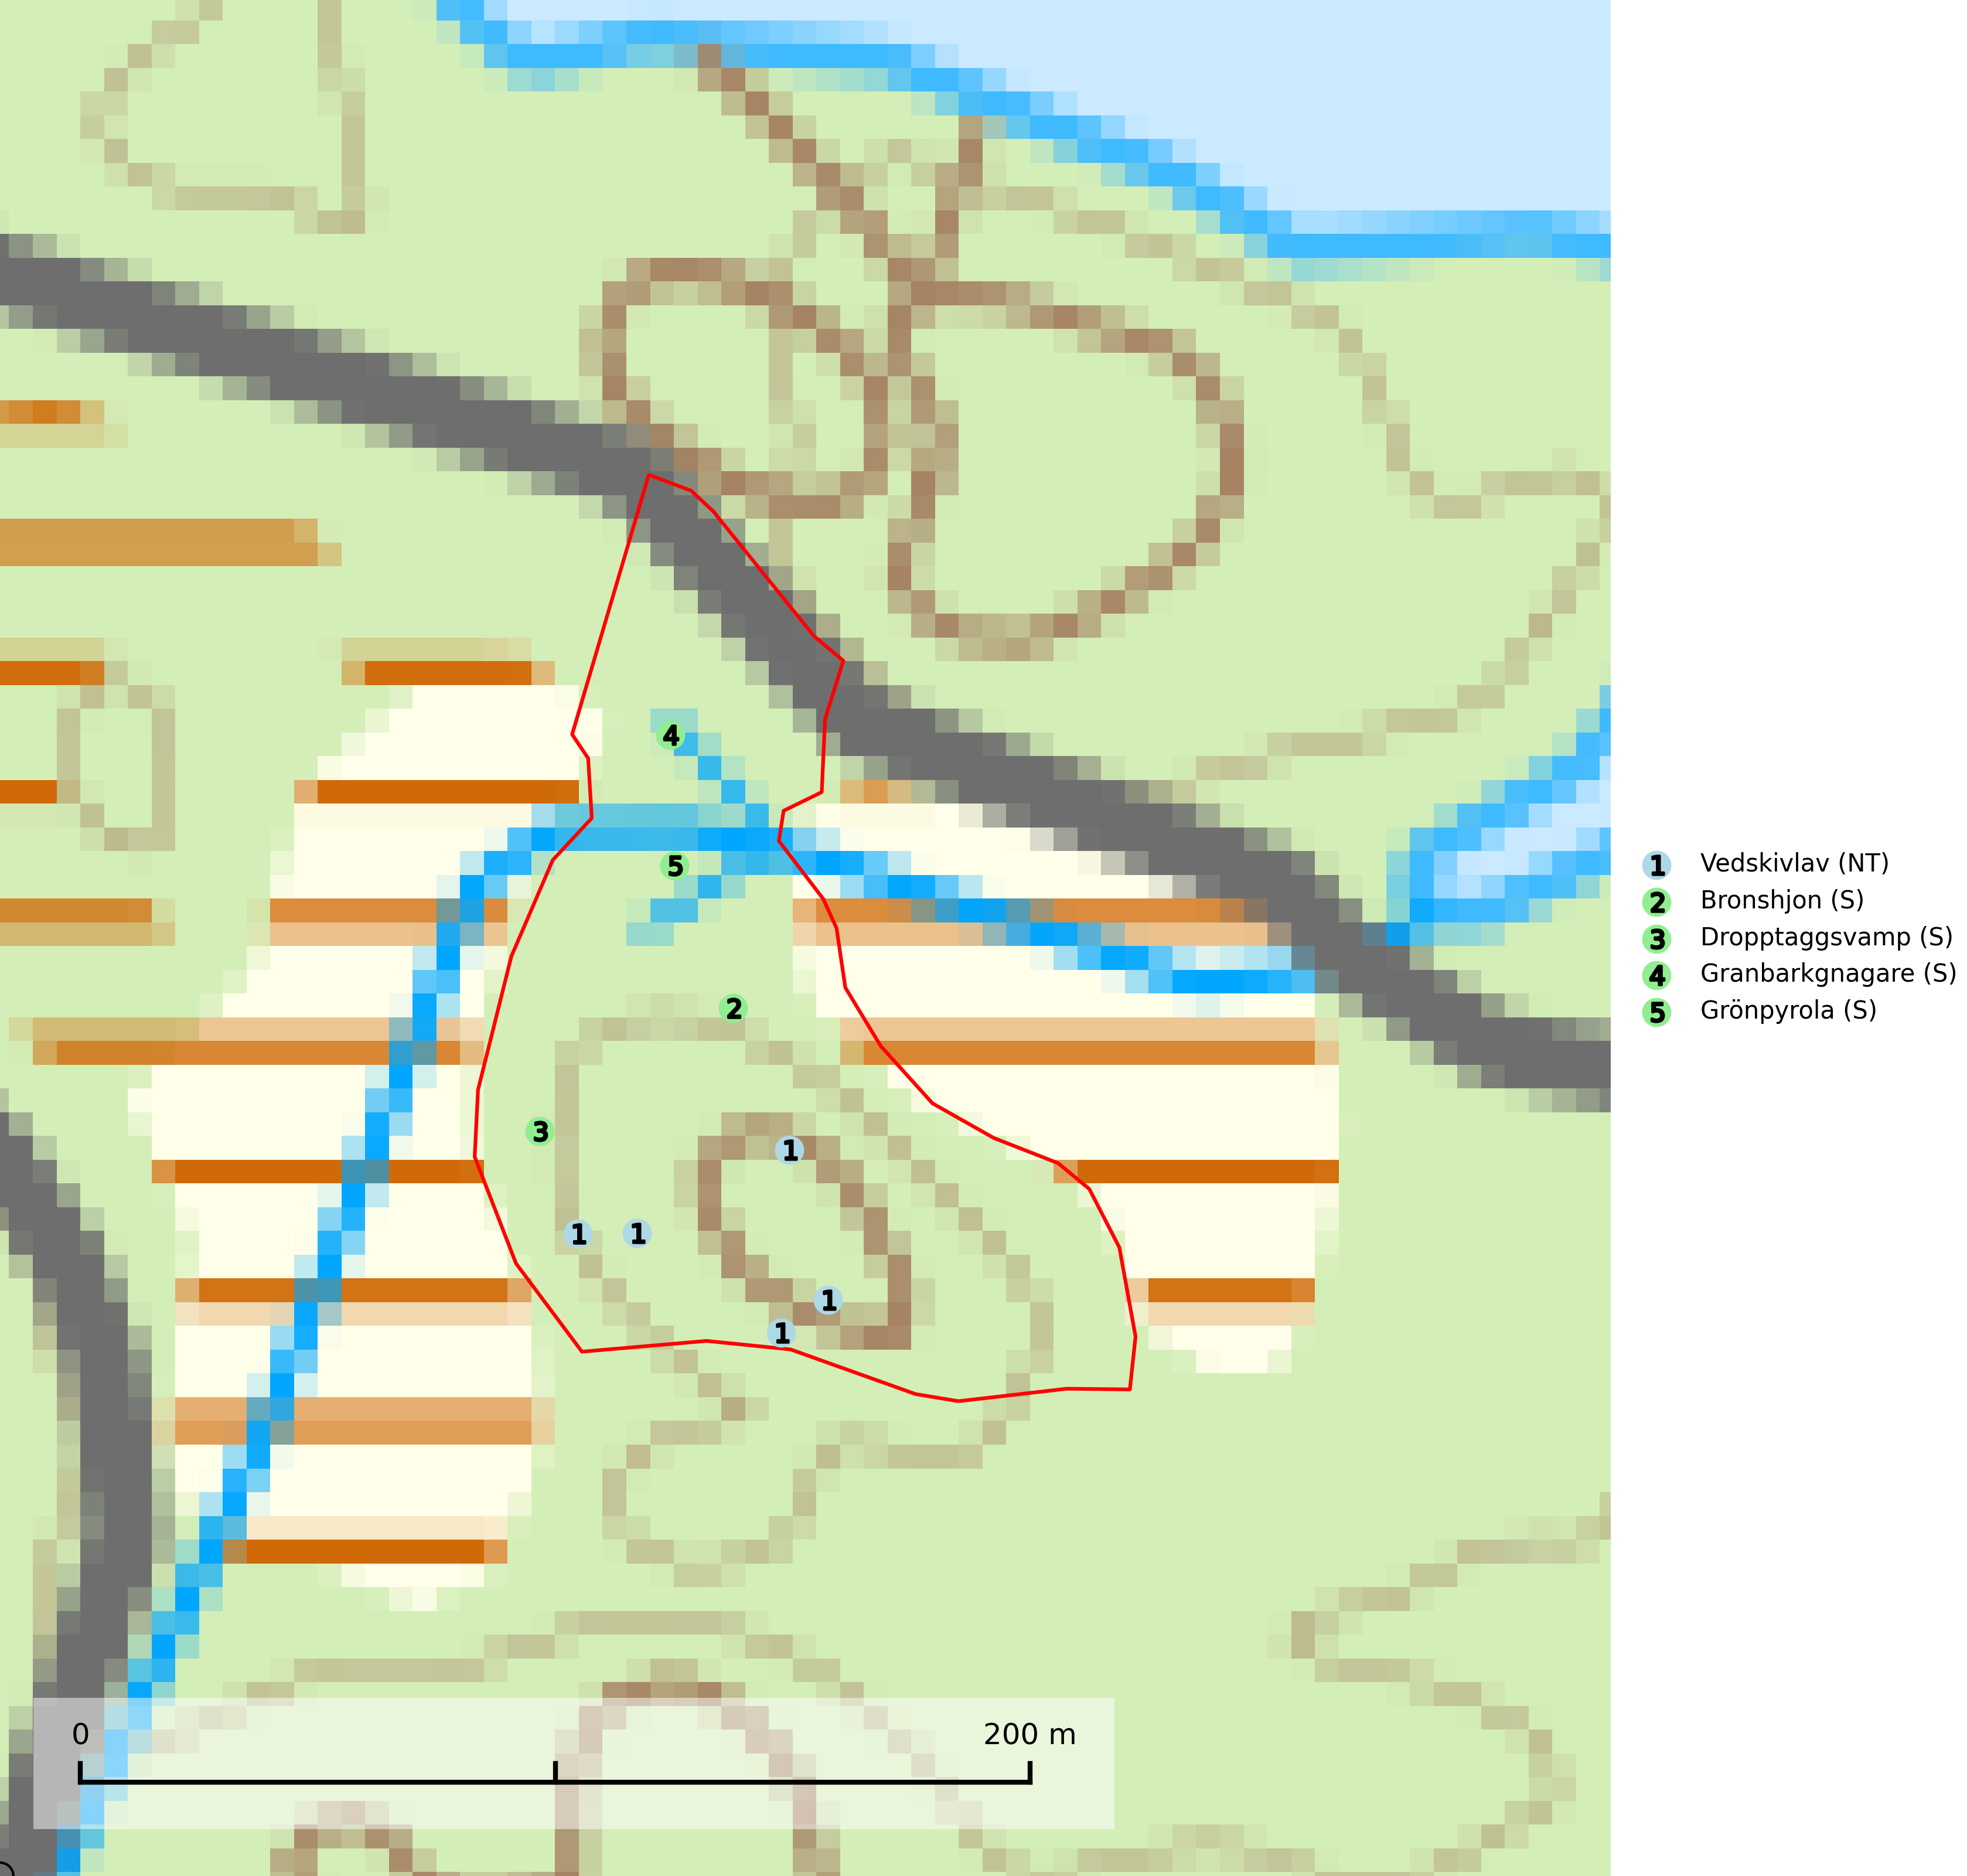 4
5
2
3
1
1
1
1
1
0
200 m
1 Vedskivlav (NT)
2 Bronshjon (S)
3 Dropptaggsvamp (S)
4 Granbarkgnagare (S)
5 Grönpyrola (S)